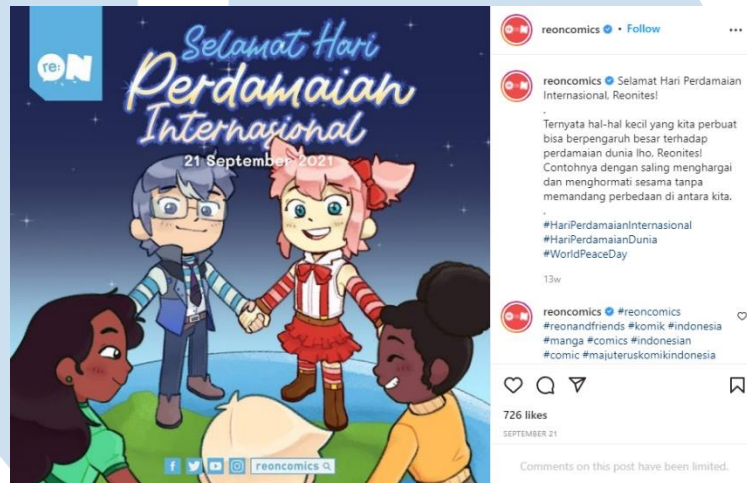 re:
ON
Selamat Hari
Perdamaian
Internasional
21 September 2021
reoncomics
reoncomics • Follow
reoncomics Selamat Hari Perdamaian
Internasional, Reonites!
.
Ternyata hal-hal kecil yang kita perbuat
bisa berpengaruh besar terhadap
perdamaian dunia lho, Reonites!
Contohnya dengan saling menghargai
dan menghormati sesama tanpa
memandang perbedaan di antara kita.
.
#HariPerdamaianInternasional
#HariPerdamaianDunia
#WorldPeaceDay
13w
reoncomics #reoncomics
#reonandfriends #komik #indonesia
#manga #comics #indonesian
#comic #majuteruskomikindonesia
726 likes
SEPTEMBER 21
Comments on this post have been limited.